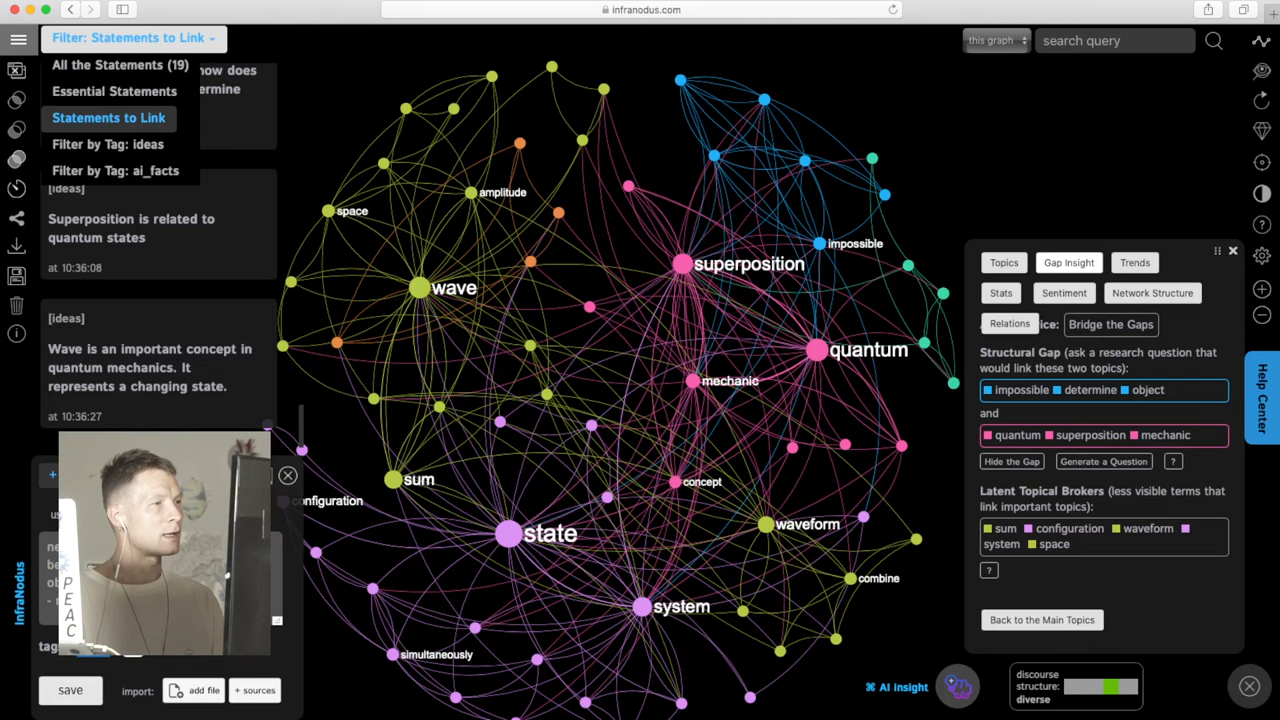 infranodus.com
Filter: Statements to Link
this graph
search query
All the Statements (19)
Essential Statements
Statements to Link
Filter by Tag: ideas
Filter by Tag: ai_facts
how does
ermine
[ideas]
Superposition is related to
quantum states
at 10:36:08
[ideas]
Wave is an important concept in
quantum mechanics. It
represents a changing state.
at 10:36:27
amplitude
space
wave
superposition
impossible
quantum
mechanic
sum
concept
configuration
state
waveform
combine
system
simultaneously
Topics
Gap Insight
Trends
Stats
Sentiment
Network Structure
Relations
ice:
Bridge the Gaps
Structural Gap (ask a research question that
would link these two topics):
impossible determine object
and
quantum superposition mechanic
Hide the Gap
Generate a Question
?
Latent Topical Brokers (less visible terms that
link important topics):
sum configuration waveform
system space
?
Back to the Main Topics
Help Center
InfraNodus
+
us
ne
be
ob
PEAC
tag
save
import:
add file
+ sources
⌘ AI insight
discourse
structure:
diverse